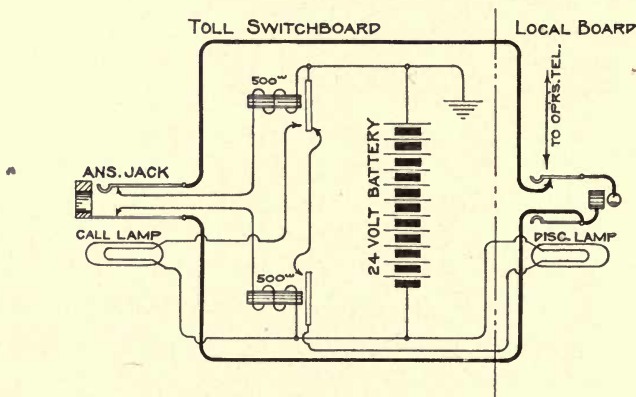 TOLL SWITCHBOARD
LOCAL BOARD
500ω
TO OPRS. TEL.
ANS. JACK
24 VOLT BATTERY
CALL LAMP
DISC. LAMP
500ω